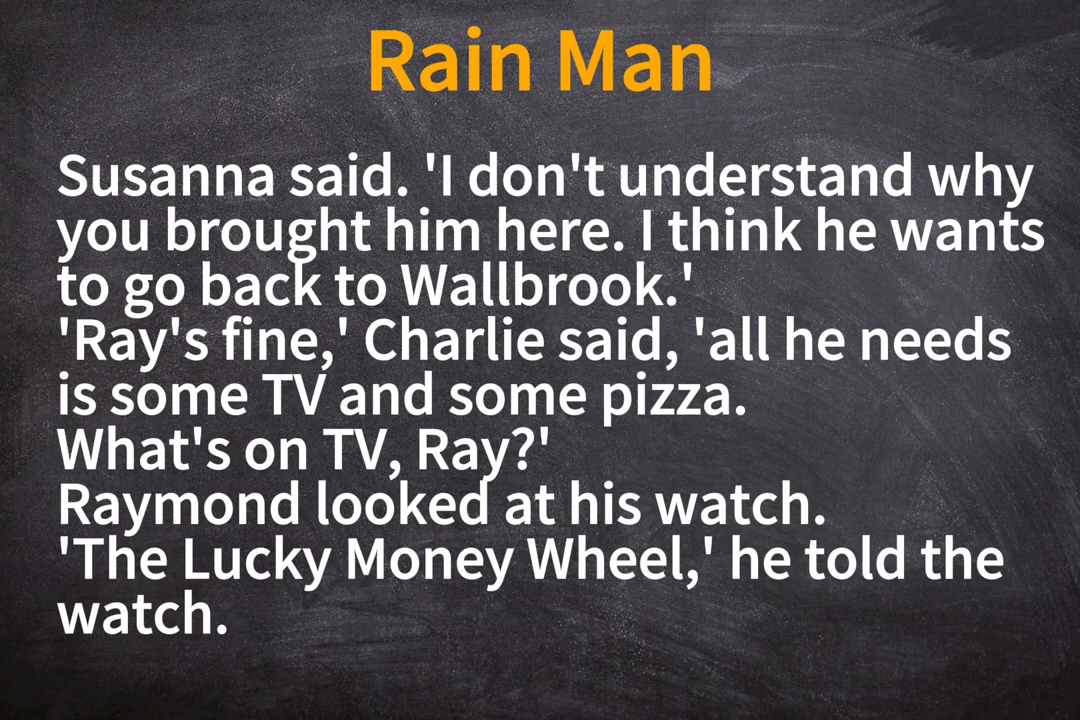 Rain Man
Susanna said. 'I don't understand why
you brought him here. I think he wants
to go back to Wallbrook.'
'Ray's fine,' Charlie said, 'all he needs
is some TV and some pizza.
What's on TV, Ray?'
Raymond looked at his watch.
'The Lucky Money Wheel,' he told the
watch.